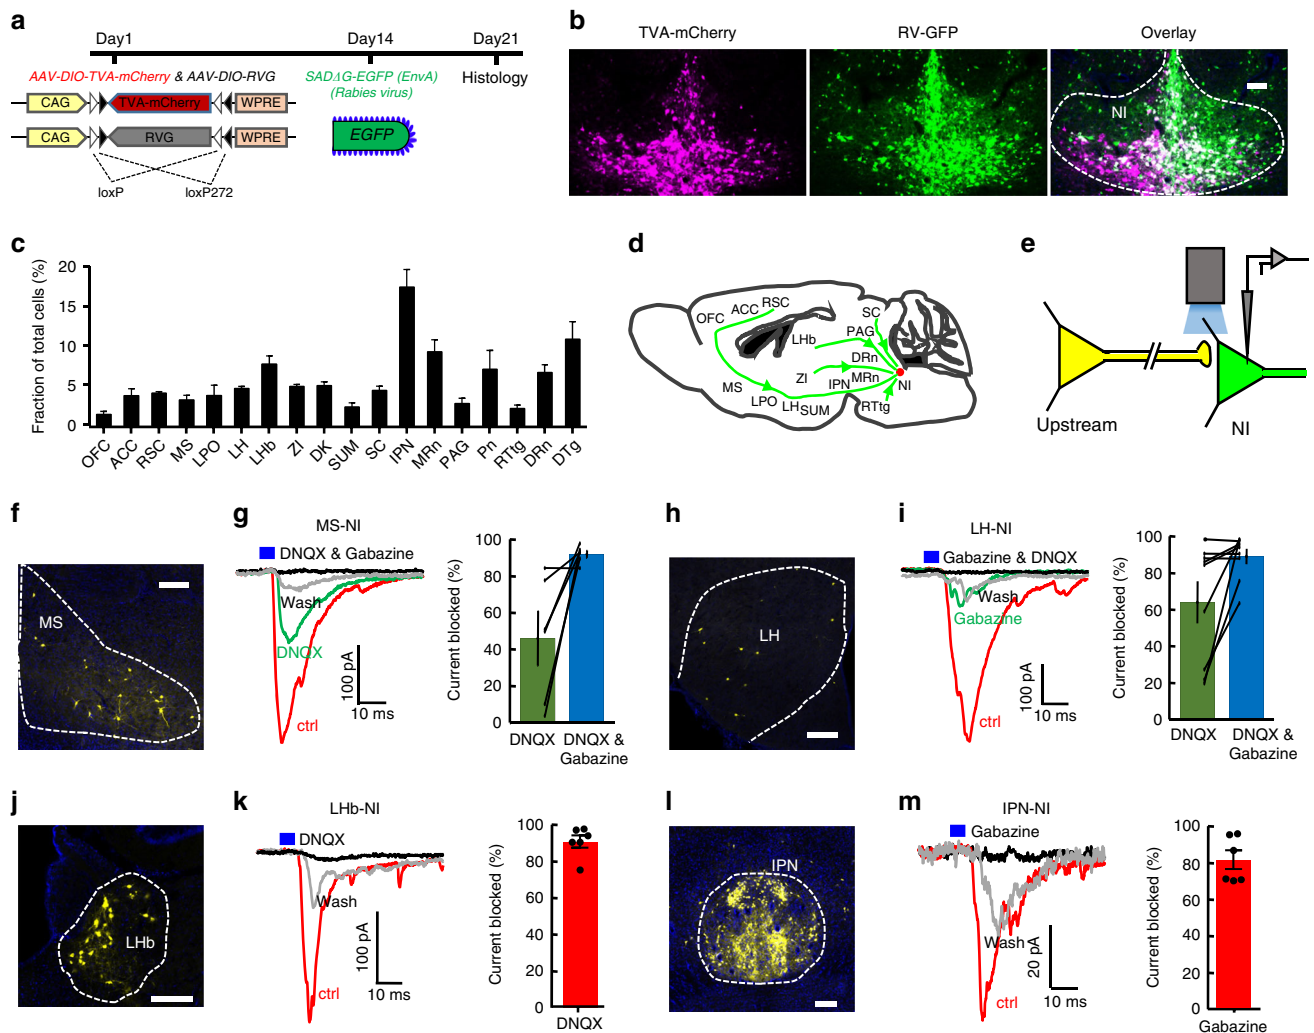 a
Day1
Day14
Day21
AAV-DIO-TVA-mCherry & AAV-DIO-RVG
SADΔG-EGFP (EnvA)
(Rabies virus)
Histology
CAG
TVA-mCherry
WPRE
CAG
RVG
WPRE
EGFP
loxP
loxP272
b
TVA-mCherry
RV-GFP
Overlay
NI
c
Fraction of total cells (%)
20
15
10
5
0
OFC
ACC
RSC
MS
LPO
LH
LHb
ZI
DK
SUM
SC
IPN
MRn
PAG
Pn
RTtg
DRn
DTg
d
OFC
ACC
RSC
SC
LHb
PAG
DRn
ZI
MRn
IPN
NI
MS
LPO
LH
SUM
RTtg
e
Upstream
NI
f
MS
g
MS-NI
DNQX & Gabazine
Wash
DNQX
ctrl
100 pA
10 ms
Current blocked (%)
100
80
60
40
20
0
DNQX
DNQX &
Gabazine
h
LH
i
LH-NI
Gabazine & DNQX
Wash
Gabazine
ctrl
100 pA
10 ms
Current blocked (%)
100
80
60
40
20
0
DNQX
DNQX &
Gabazine
j
LHb
k
LHb-NI
DNQX
Wash
ctrl
100 pA
10 ms
Current blocked (%)
100
80
60
40
20
0
DNQX
l
IPN
m
IPN-NI
Gabazine
Wash
ctrl
20 pA
10 ms
Current blocked (%)
100
80
60
40
20
0
Gabazine